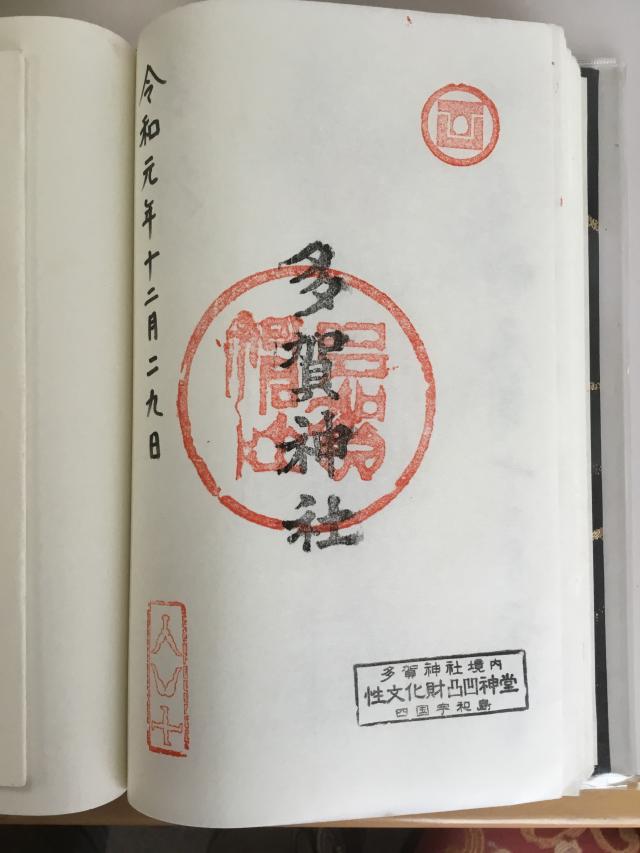 令和元年十二月二九日
多賀神社
多賀神社境内
性文化財凸凹神堂
四国宇和島